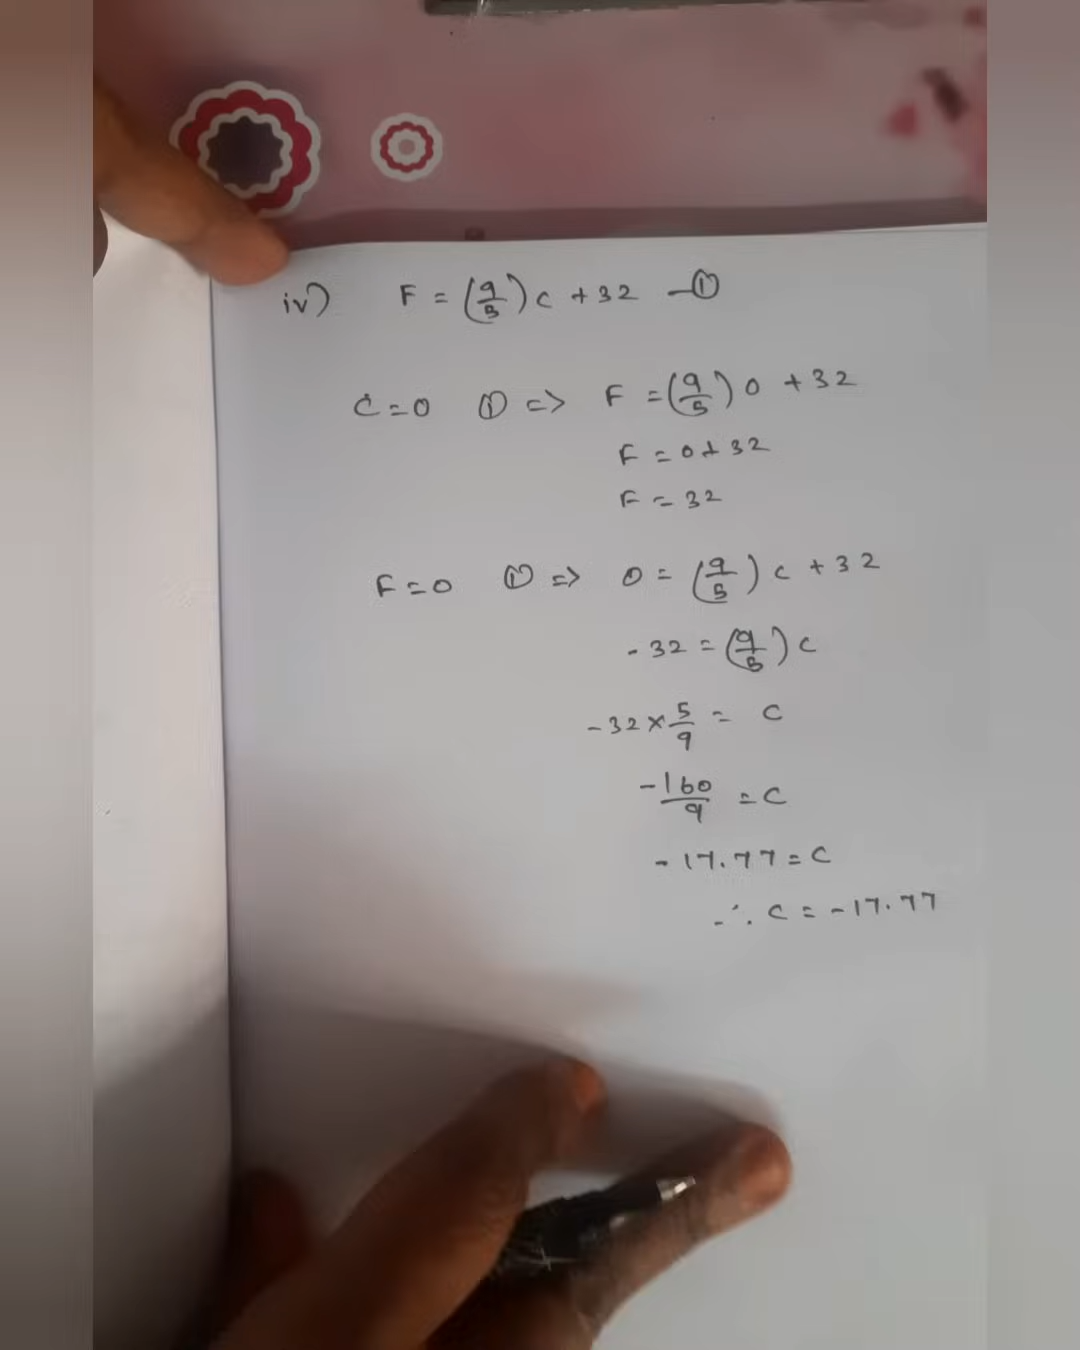 iv) F = (9/5) C + 32 —①
C = 0 ① => F = (9/5) 0 + 32
F = 0 + 32
F = 32
F = 0 ① => 0 = (9/5) C + 32
- 32 = (9/5) C
- 32 × 5/9 = C
-160/9 = C
- 17.77 = C
∴ C = - 17.77